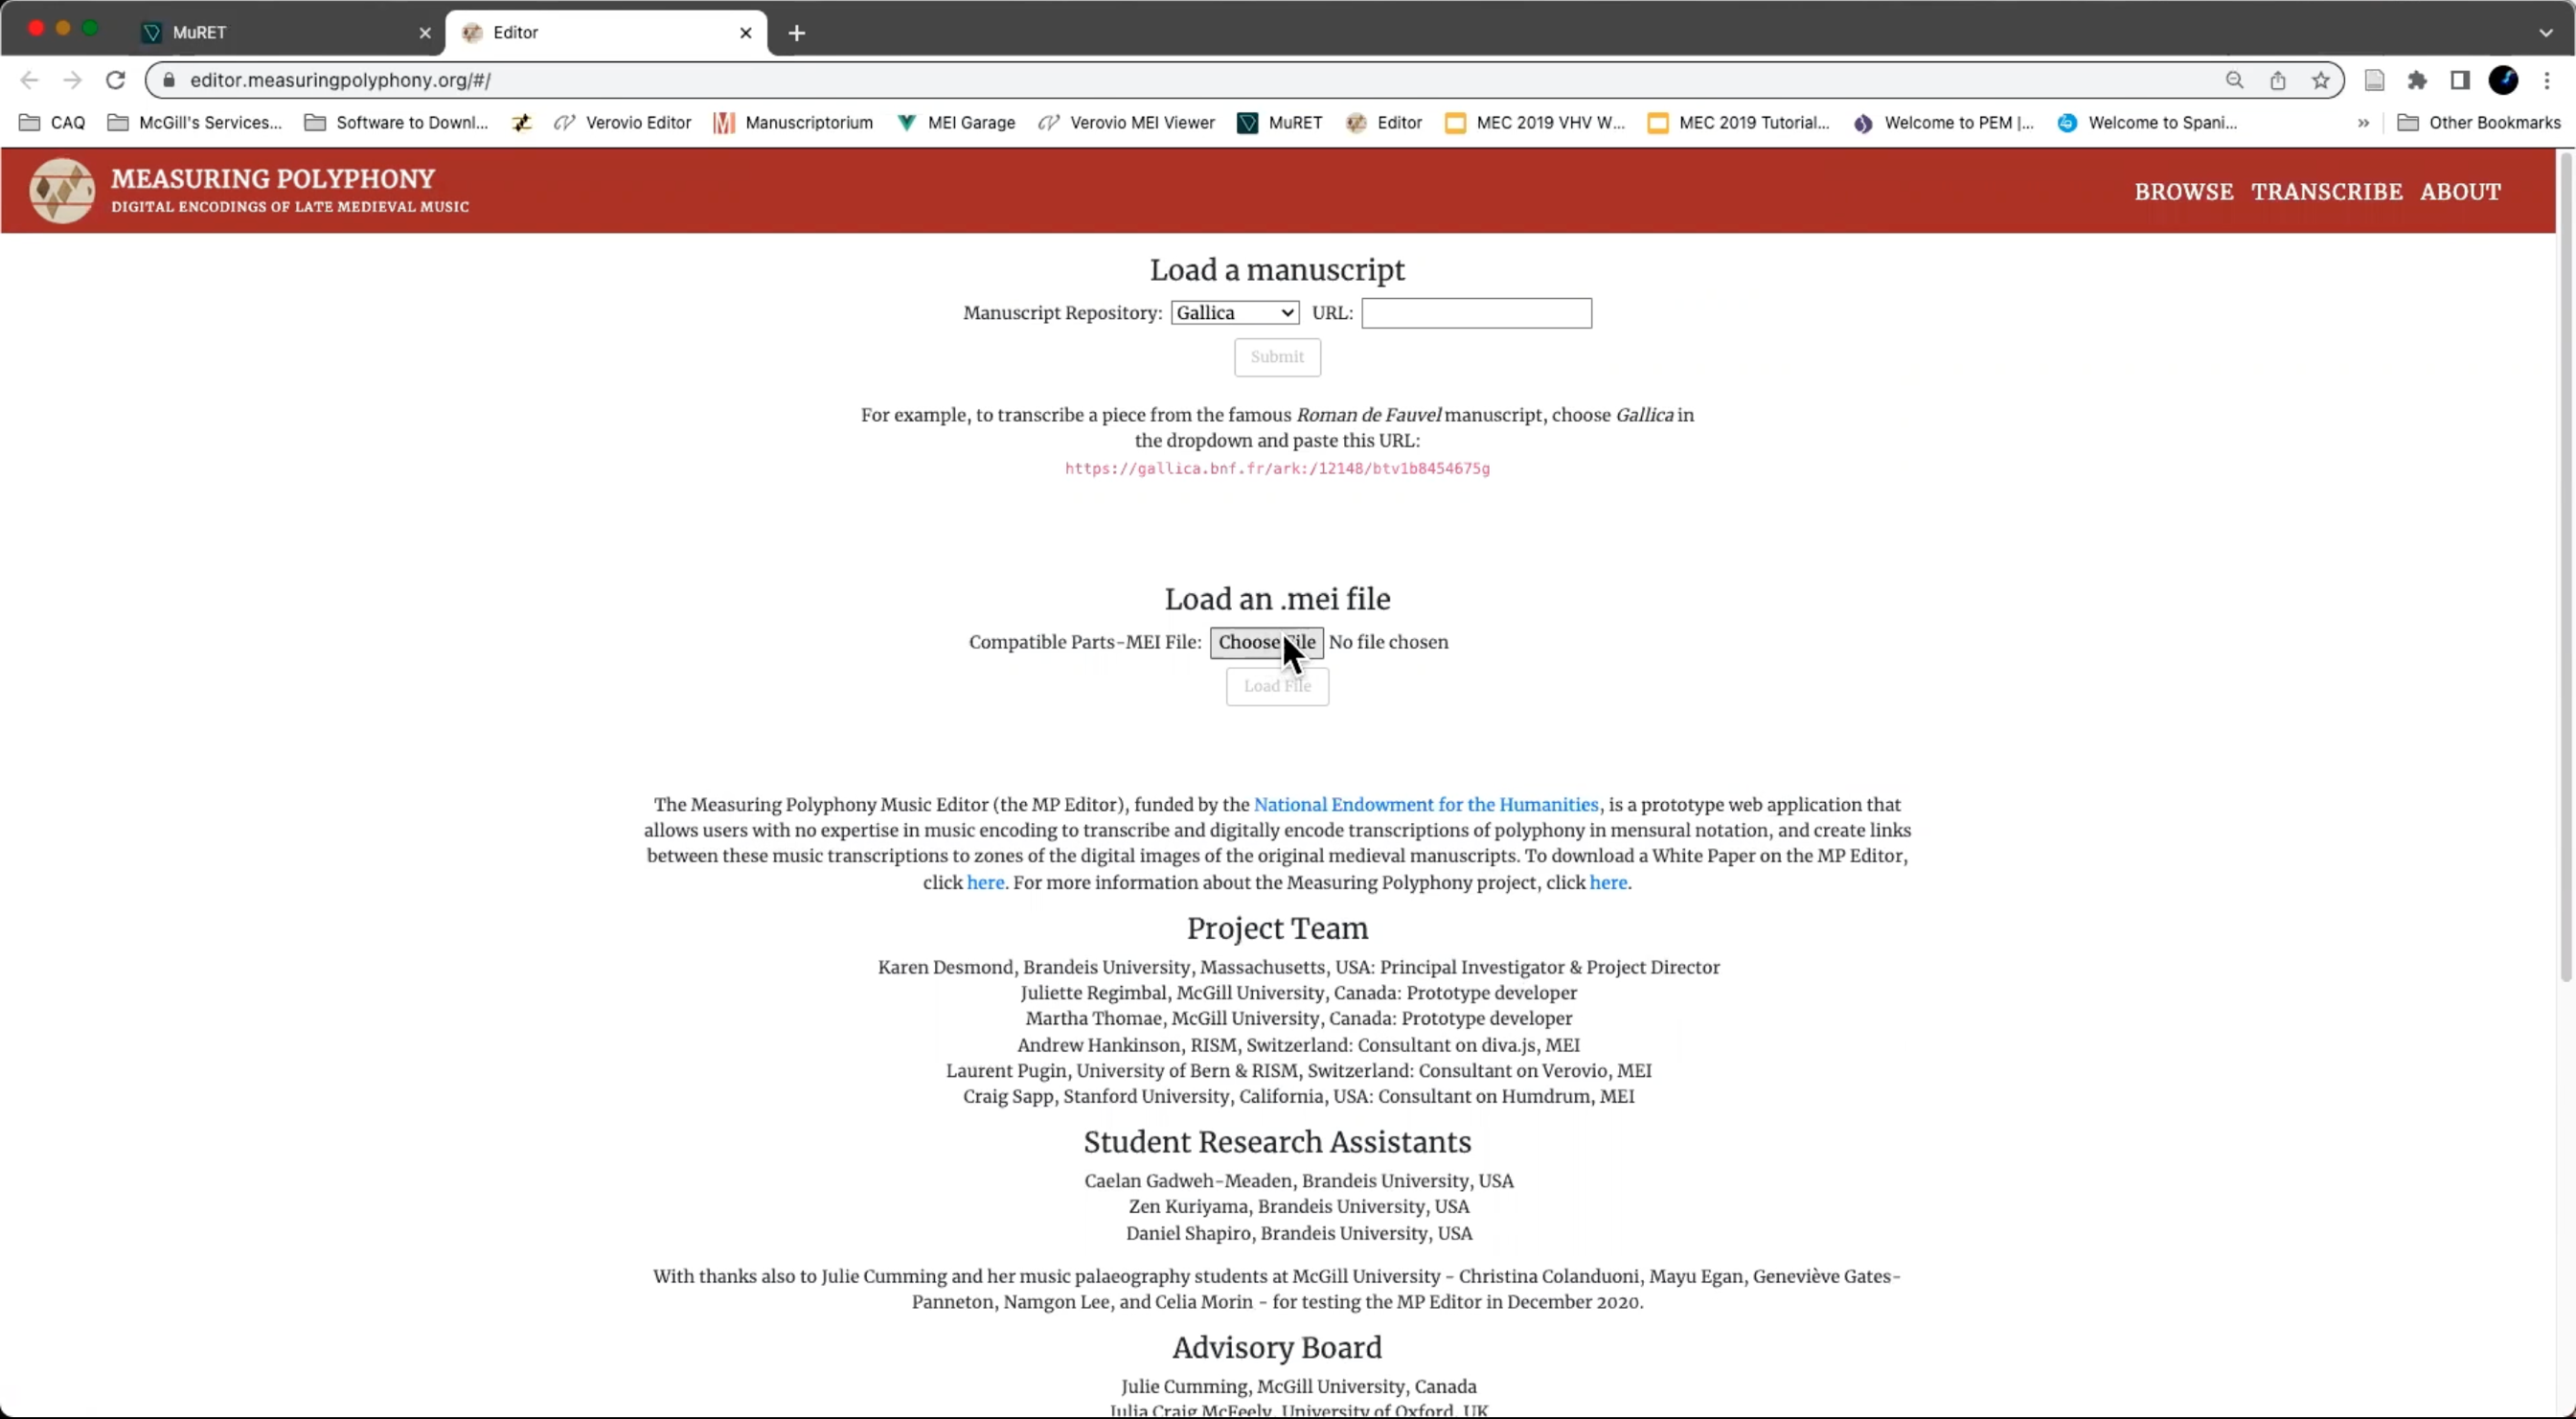 MuRET
Editor
editor.measuringpolyphony.org/#/
CAQ
McGill's Services...
Software to Downl...
Verovio Editor
Manuscriptorium
MEI Garage
Verovio MEI Viewer
MuRET
Editor
MEC 2019 VHV W...
MEC 2019 Tutorial...
Welcome to PEM |...
Welcome to Spani...
»
Other Bookmarks
MEASURING POLYPHONY
DIGITAL ENCODINGS OF LATE MEDIEVAL MUSIC
BROWSE TRANSCRIBE ABOUT
Load a manuscript
Manuscript Repository: Gallica URL:
Submit
For example, to transcribe a piece from the famous Roman de Fauvel manuscript, choose Gallica in
the dropdown and paste this URL:
https://gallica.bnf.fr/ark:/12148/btv1b8454675g
Load an .mei file
Compatible Parts-MEI File: Choose File No file chosen
Load File
The Measuring Polyphony Music Editor (the MP Editor), funded by the National Endowment for the Humanities, is a prototype web application that
allows users with no expertise in music encoding to transcribe and digitally encode transcriptions of polyphony in mensural notation, and create links
between these music transcriptions to zones of the digital images of the original medieval manuscripts. To download a White Paper on the MP Editor,
click here. For more information about the Measuring Polyphony project, click here.
Project Team
Karen Desmond, Brandeis University, Massachusetts, USA: Principal Investigator & Project Director
Juliette Regimbal, McGill University, Canada: Prototype developer
Martha Thomae, McGill University, Canada: Prototype developer
Andrew Hankinson, RISM, Switzerland: Consultant on diva.js, MEI
Laurent Pugin, University of Bern & RISM, Switzerland: Consultant on Verovio, MEI
Craig Sapp, Stanford University, California, USA: Consultant on Humdrum, MEI
Student Research Assistants
Caelan Gadweh-Meaden, Brandeis University, USA
Zen Kuriyama, Brandeis University, USA
Daniel Shapiro, Brandeis University, USA
With thanks also to Julie Cumming and her music palaeography students at McGill University - Christina Colanduoni, Mayu Egan, Geneviève Gates-
Panneton, Namgon Lee, and Celia Morin - for testing the MP Editor in December 2020.
Advisory Board
Julie Cumming, McGill University, Canada
Julia Craig McFeely, University of Oxford, UK